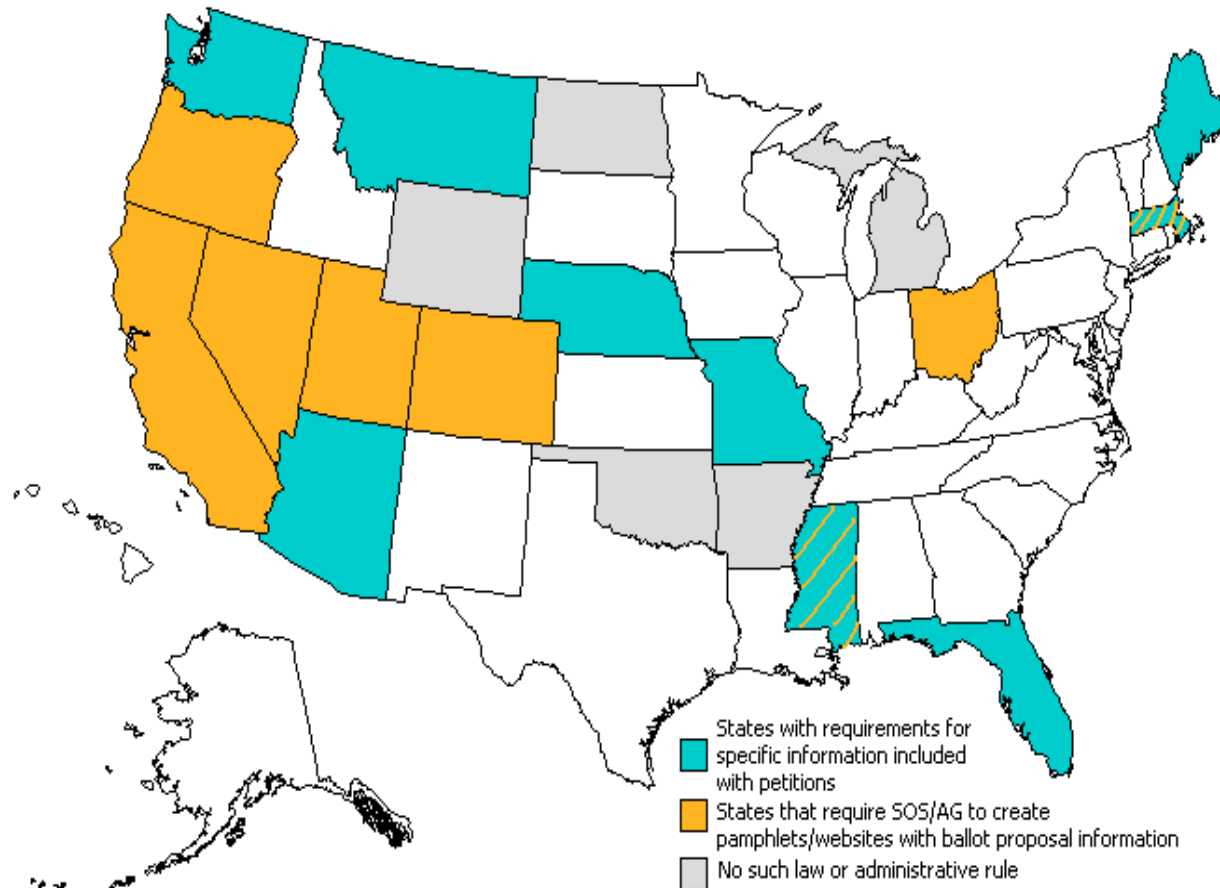 States with requirements for
specific information included
with petitions
States that require SOS/AG to create
pamphlets/websites with ballot proposal information
No such law or administrative rule